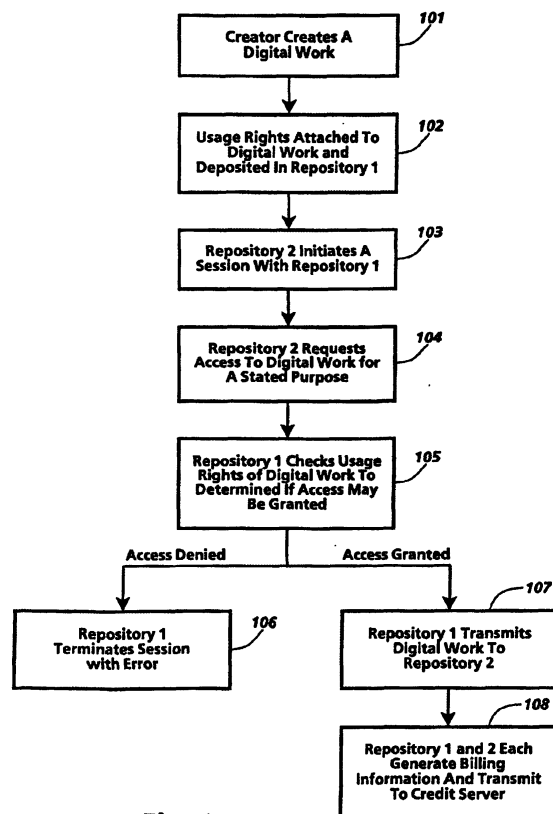 101
Creator Creates A
Digital Work
102
Usage Rights Attached To
Digital Work and
Deposited In Repository 1
103
Repository 2 Initiates A
Session With Repository 1
104
Repository 2 Requests
Access To Digital Work for
A Stated Purpose
105
Repository 1 Checks Usage
Rights of Digital Work To
Determined If Access May
Be Granted
Access Denied
Access Granted
106
Repository 1
Terminates Session
with Error
107
Repository 1 Transmits
Digital Work To
Repository 2
108
Repository 1 and 2 Each
Generate Billing
Information And Transmit
To Credit Server